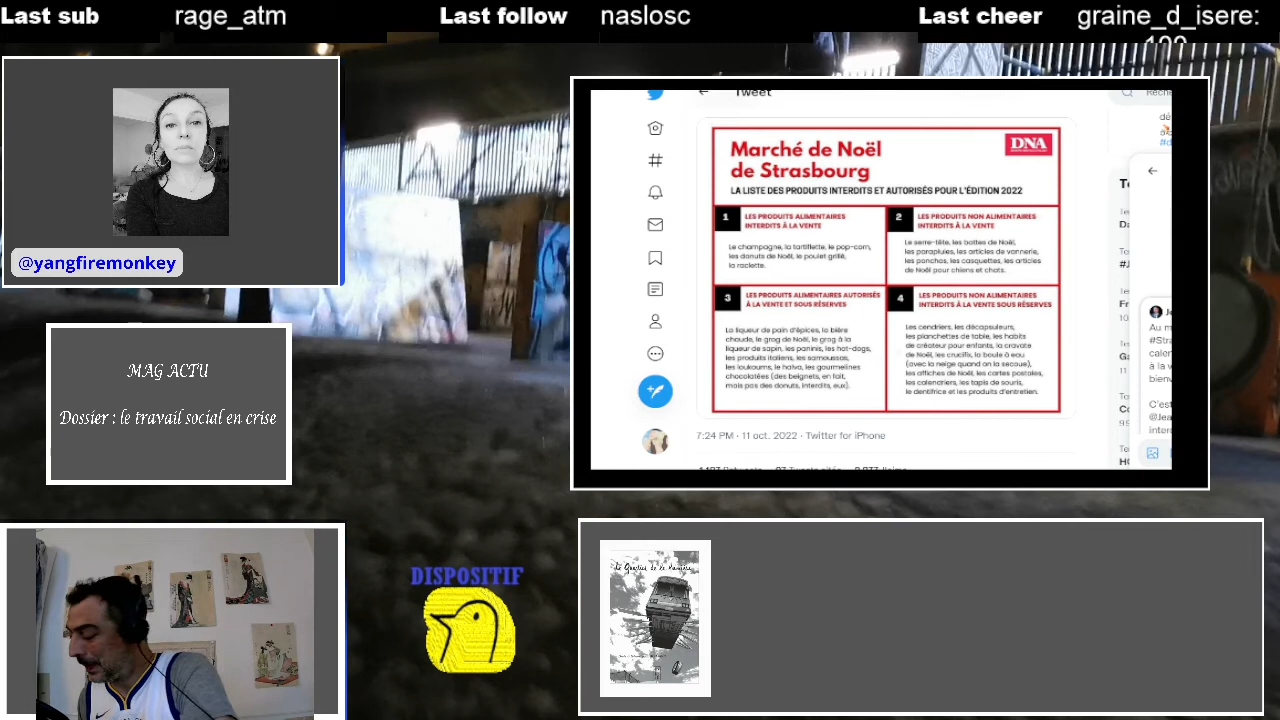 Last sub rage_atm Last follow naslosc Last cheer graine_d_isere:
@yangfiremonkey
MAG ACTU
Dossier : le travail social en crise
Tweet
DNA
Marché de Noël
de Strasbourg
LA LISTE DES PRODUITS INTERDITS ET AUTORISÉS POUR L'ÉDITION 2022
1 LES PRODUITS ALIMENTAIRES
INTERDITS À LA VENTE
Le champagne, la tartiflette, le pop-corn,
les donuts de Noël, le poulet grillé,
la raclette.
2 LES PRODUITS NON ALIMENTAIRES
INTERDITS À LA VENTE
Le serre-tête, les bottes de Noël,
les parapluies, les articles de vannerie,
les ponchos, les casquettes, les articles
de Noël pour chiens et chats.
3 LES PRODUITS ALIMENTAIRES AUTORISÉS
À LA VENTE ET SOUS RÉSERVES
La liqueur de pain d'épices, la bière
chaude, le grog de Noël, le grog à la
liqueur de sapin, les paninis, les hot-dogs,
les produits italiens, les samoussas,
les loukoums, le halva, les gourmelines
chocolatées (des beignets, en fait,
mais pas des donuts, interdits, eux).
4 LES PRODUITS NON ALIMENTAIRES
INTERDITS À LA VENTE SOUS RÉSERVES
Les cendriers, les décapsuleurs,
les planchettes de table, les habits
de créateur pour enfants, la cravate
de Noël, les crucifix, la boule à eau
(avec la neige quand on la secoue),
les affiches de Noël, les cartes postales,
les calendriers, les tapis de souris,
le dentifrice et les produits d'entretien.
7:24 PM · 11 oct. 2022 · Twitter for iPhone
DISPOSITIF